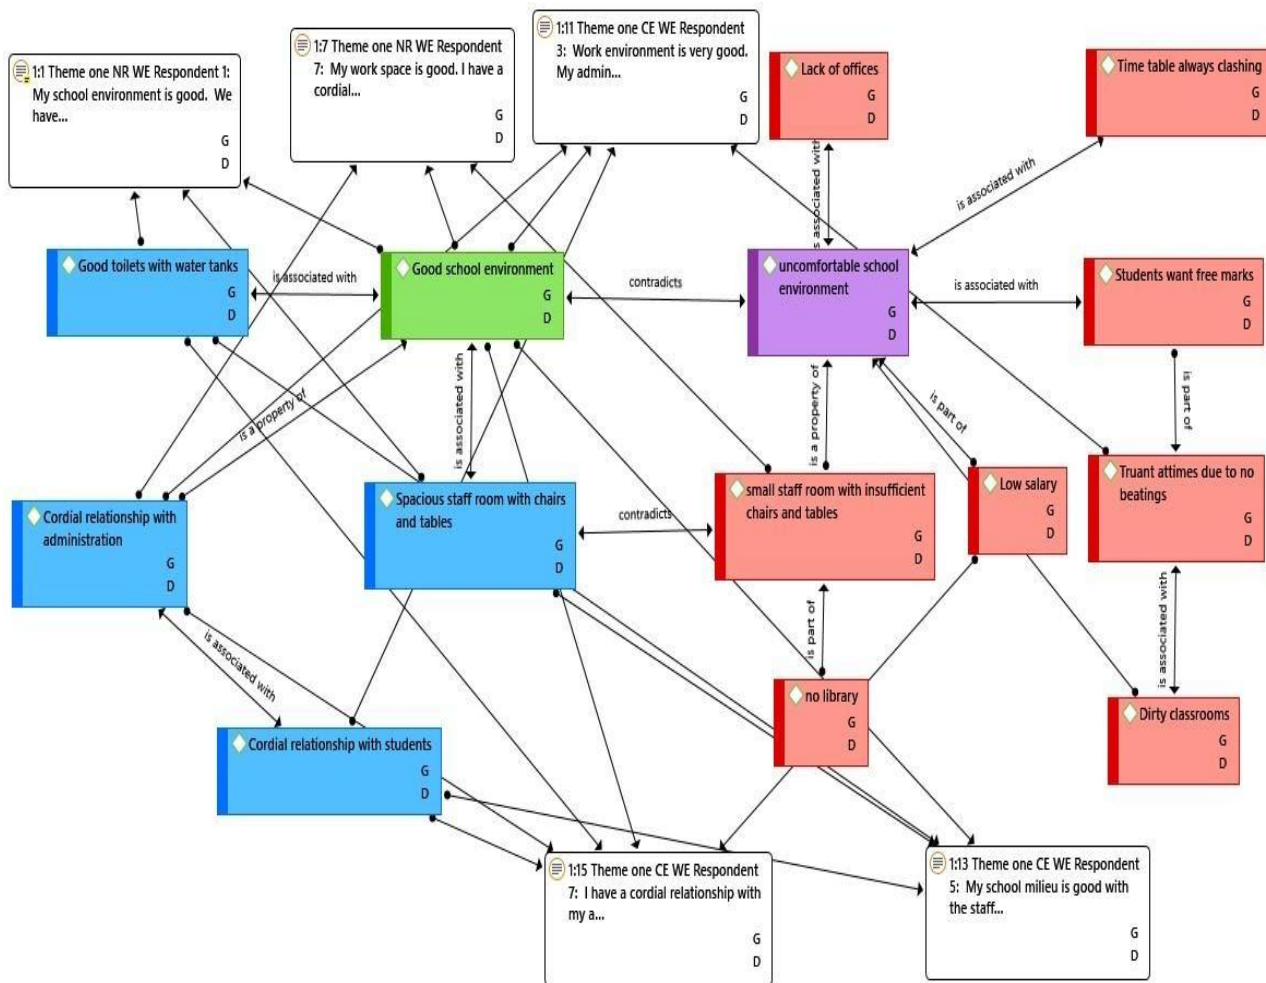 1:1 Theme one NR WE Respondent 1:
My school environment is good. We
have...
G
D
1:7 Theme one NR WE Respondent
7: My work space is good. I have a
cordial...
G
D
1:11 Theme one CE WE Respondent
3: Work environment is very good.
My admin...
G
D
Lack of offices
G
D
Time table always clashing
G
D
is associated with
is associated with
Good toilets with water tanks
G
D
is associated with
Good school environment
G
D
contradicts
uncomfortable school
environment
G
D
is associated with
Students want free marks
G
D
is a property of
is associated with
is a property of
is part of
is part of
Cordial relationship with
administration
G
D
Spacious staff room with chairs
and tables
G
D
contradicts
small staff room with insufficient
chairs and tables
G
D
Low salary
G
D
Truant attimes due to no
beatings
G
D
is associated with
is part of
is associated with
Cordial relationship with students
G
D
no library
G
D
Dirty classrooms
G
D
1:15 Theme one CE WE Respondent
7: I have a cordial relationship with
my a...
G
D
1:13 Theme one CE WE Respondent
5: My school milieu is good with
the staff...
G
D